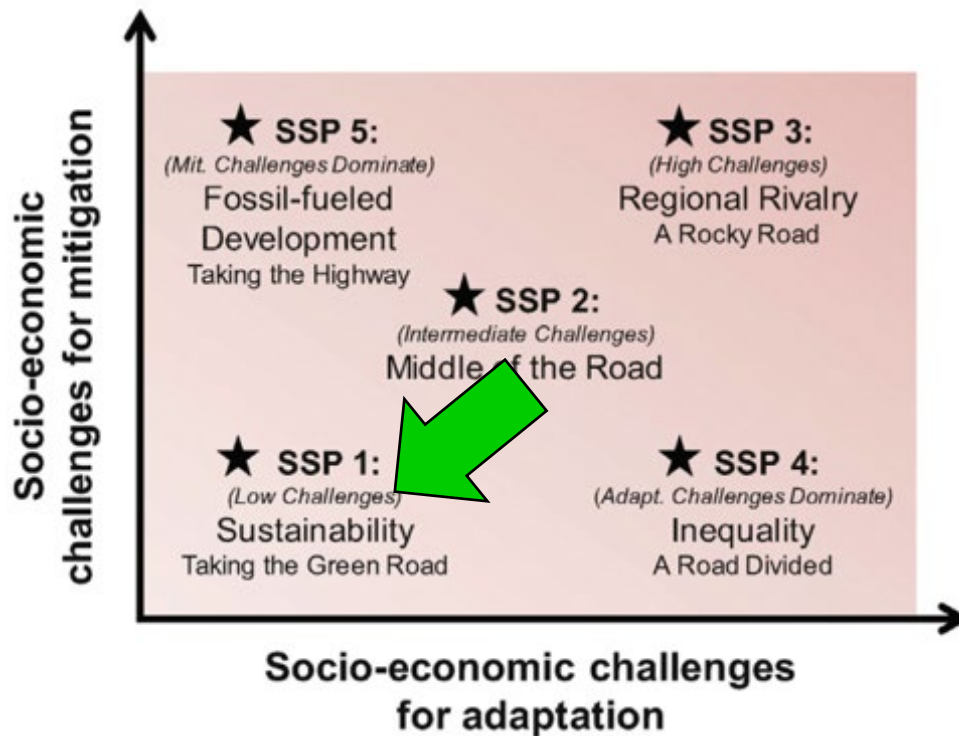 Socio-economic
challenges for mitigation
★ SSP 5:
(Mit. Challenges Dominate)
Fossil-fueled
Development
Taking the Highway
★ SSP 3:
(High Challenges)
Regional Rivalry
A Rocky Road
★ SSP 2:
(Intermediate Challenges)
Middle of the Road
★ SSP 1:
(Low Challenges)
Sustainability
Taking the Green Road
★ SSP 4:
(Adapt. Challenges Dominate)
Inequality
A Road Divided
Socio-economic challenges
for adaptation